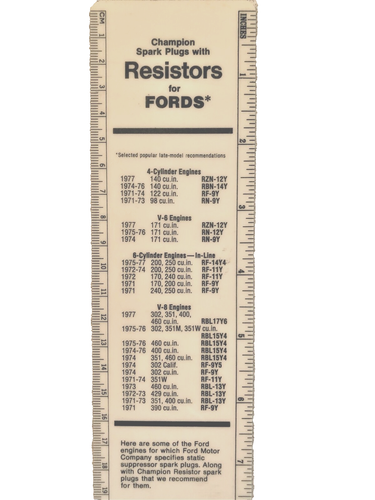 CM
INCHES
Champion
Spark Plugs with
Resistors
for
FORDS*
*Selected popular late-model recommendations
4-Cylinder Engines
1977 140 cu.in. RZN-12Y
1974-76 140 cu.in. RBN-14Y
1971-74 122 cu.in. RF-9Y
1971-73 98 cu.in. RN-9Y
V-6 Engines
1977 171 cu.in. RZN-12Y
1975-76 171 cu.in. RN-12Y
1974 171 cu.in. RN-9Y
6-Cylinder Engines—In-Line
1975-77 200, 250 cu.in. RF-14Y4
1972-74 200, 250 cu.in. RF-11Y
1972 170, 240 cu.in. RF-11Y
1971 170, 200 cu.in. RF-9Y
1971 240, 250 cu.in. RF-9Y
V-8 Engines
1977 302, 351, 400,
460 cu.in. RBL17Y6
1975-76 302, 351M, 351W cu.in.
RBL15Y4
1975-76 460 cu.in. RBL15Y4
1974-76 400 cu.in. RBL15Y4
1974 351, 460 cu.in. RBL15Y4
1974 302 Calif. RF-9Y5
1974 302 cu.in. RF-9Y
1971-74 351W RF-11Y
1973 460 cu.in. RBL-13Y
1972-73 429 cu.in. RBL-13Y
1971-73 351, 400 cu.in. RBL-13Y
1971 390 cu.in. RF-9Y
Here are some of the Ford
engines for which Ford Motor
Company specifies static
suppressor spark plugs. Along
with Champion Resistor spark
plugs that we recommend
for them.